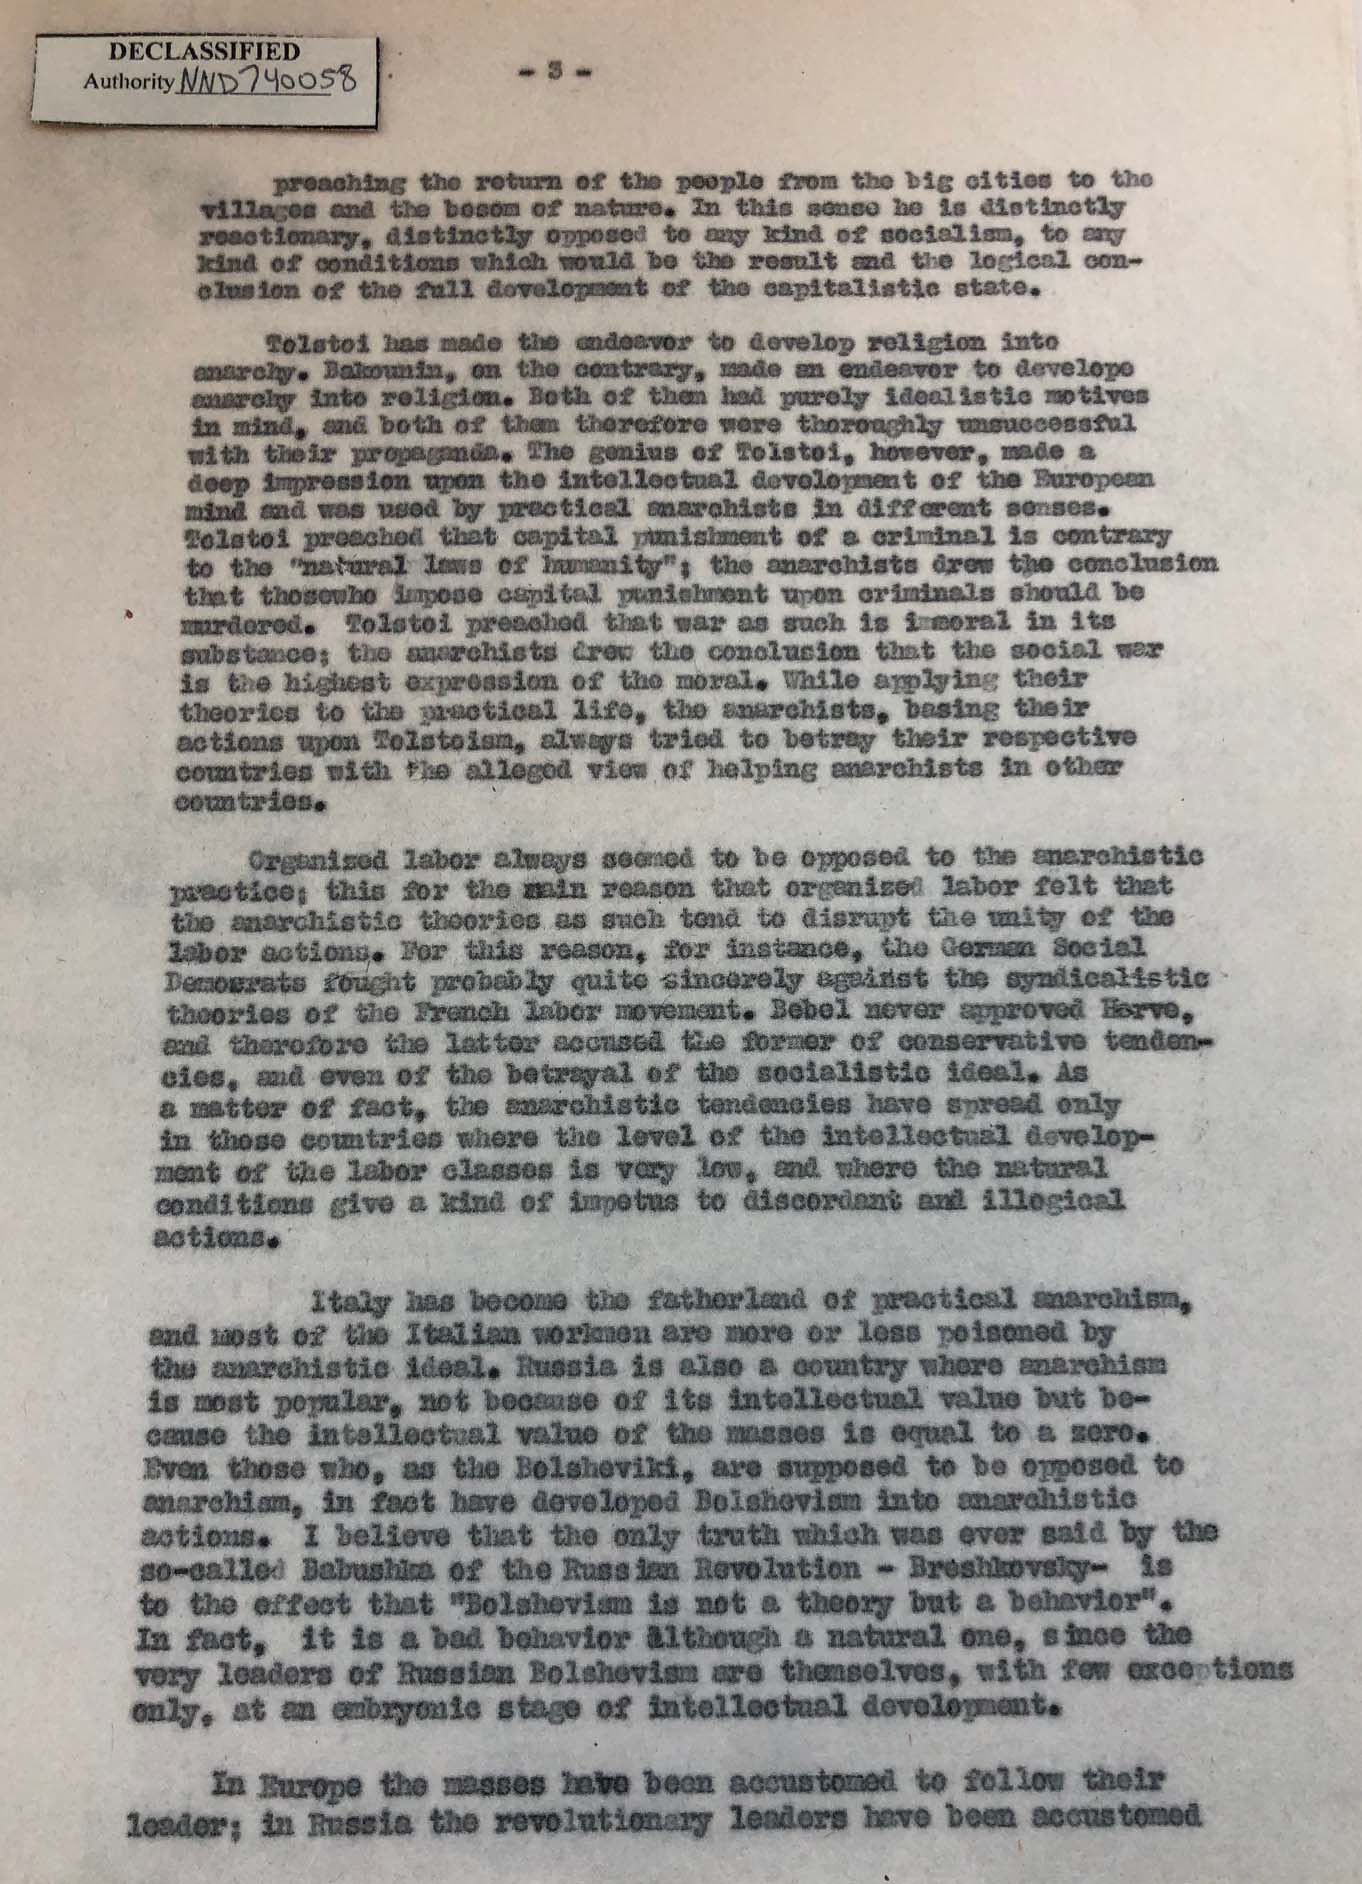 DECLASSIFIED
Authority NND740058
- 3 -
preaching the return of the people from the big cities to the
villages and the bosom of nature. In this sense he is distinctly
reactionary, distinctly opposed to any kind of socialism, to any
kind of conditions which would be the result and the logical con-
clusion of the full development of the capitalistic state.
Tolstoi has made the endeavor to develop religion into
anarchy. Bakounin, on the contrary, made an endeavor to develope
anarchy into religion. Both of them had purely idealistic motives
in mind, and both of them therefore were thoroughly unsuccessful
with their propaganda. The genius of Tolstoi, however, made a
deep impression upon the intellectual development of the European
mind and was used by practical anarchists in different senses.
Tolstoi preached that capital punishment of a criminal is contrary
to the "natural laws of humanity"; the anarchists drew the conclusion
that thosewho impose capital punishment upon criminals should be
murdered. Tolstoi preached that war as such is immoral in its
substance; the anarchists drew the conclusion that the social war
is the highest expression of the moral. While applying their
theories to the practical life, the anarchists, basing their
actions upon Tolstoism, always tried to betray their respective
countries with the alleged view of helping anarchists in other
countries.
Organized labor always seemed to be opposed to the anarchistic
practice; this for the main reason that organized labor felt that
the anarchistic theories as such tend to disrupt the unity of the
labor actions. For this reason, for instance, the German Social
Democrats fought probably quite sincerely against the syndicalistic
theories of the French labor movement. Bebel never approved Herve,
and therefore the latter accused the former of conservative tenden-
cies, and even of the betrayal of the socialistic ideal. As
a matter of fact, the anarchistic tendencies have spread only
in those countries where the level of the intellectual develop-
ment of the labor classes is very low, and where the natural
conditions give a kind of impetus to discordant and illogical
actions.
Italy has become the fatherland of practical anarchism,
and most of the Italian workmen are more or less poisoned by
the anarchistic ideal. Russia is also a country where anarchism
is most popular, not because of its intellectual value but be-
cause the intellectual value of the masses is equal to a zero.
Even those who, as the Bolsheviki, are supposed to be opposed to
anarchism, in fact have developed Bolshevism into anarchistic
actions. I believe that the only truth which was ever said by the
so-called Babushka of the Russian Revolution - Breshkovsky- is
to the effect that "Bolshevism is not a theory but a behavior".
In fact, it is a bad behavior although a natural one, since the
very leaders of Russian Bolshevism are themselves, with few exceptions
only, at an embryonic stage of intellectual development.
In Europe the masses have been accustomed to follow their
leader; in Russia the revolutionary leaders have been accustomed